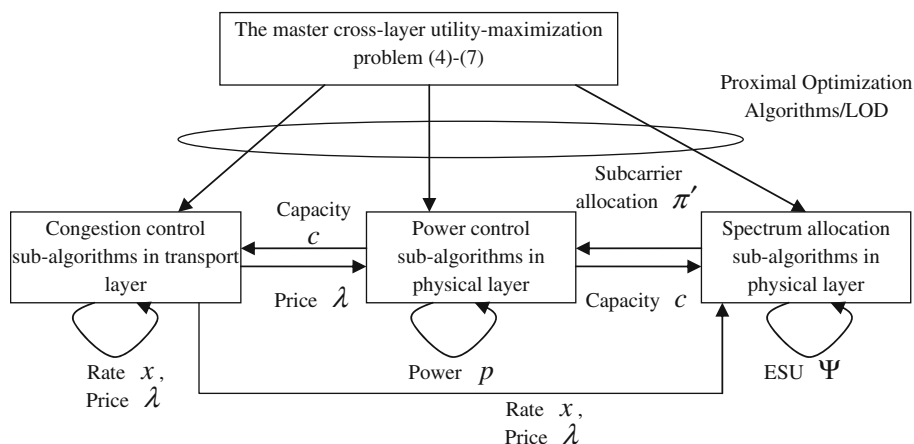 The master cross-layer utility-maximization
problem (4)-(7)
Proximal Optimization
Algorithms/LOD
Subcarrier
allocation π′
Capacity
c
Congestion control
sub-algorithms in transport
layer
Power control
sub-algorithms in
physical layer
Spectrum allocation
sub-algorithms in
physical layer
Price λ
Capacity c
Rate x ,
Price λ
Power p
ESU Ψ
Rate x ,
Price λ